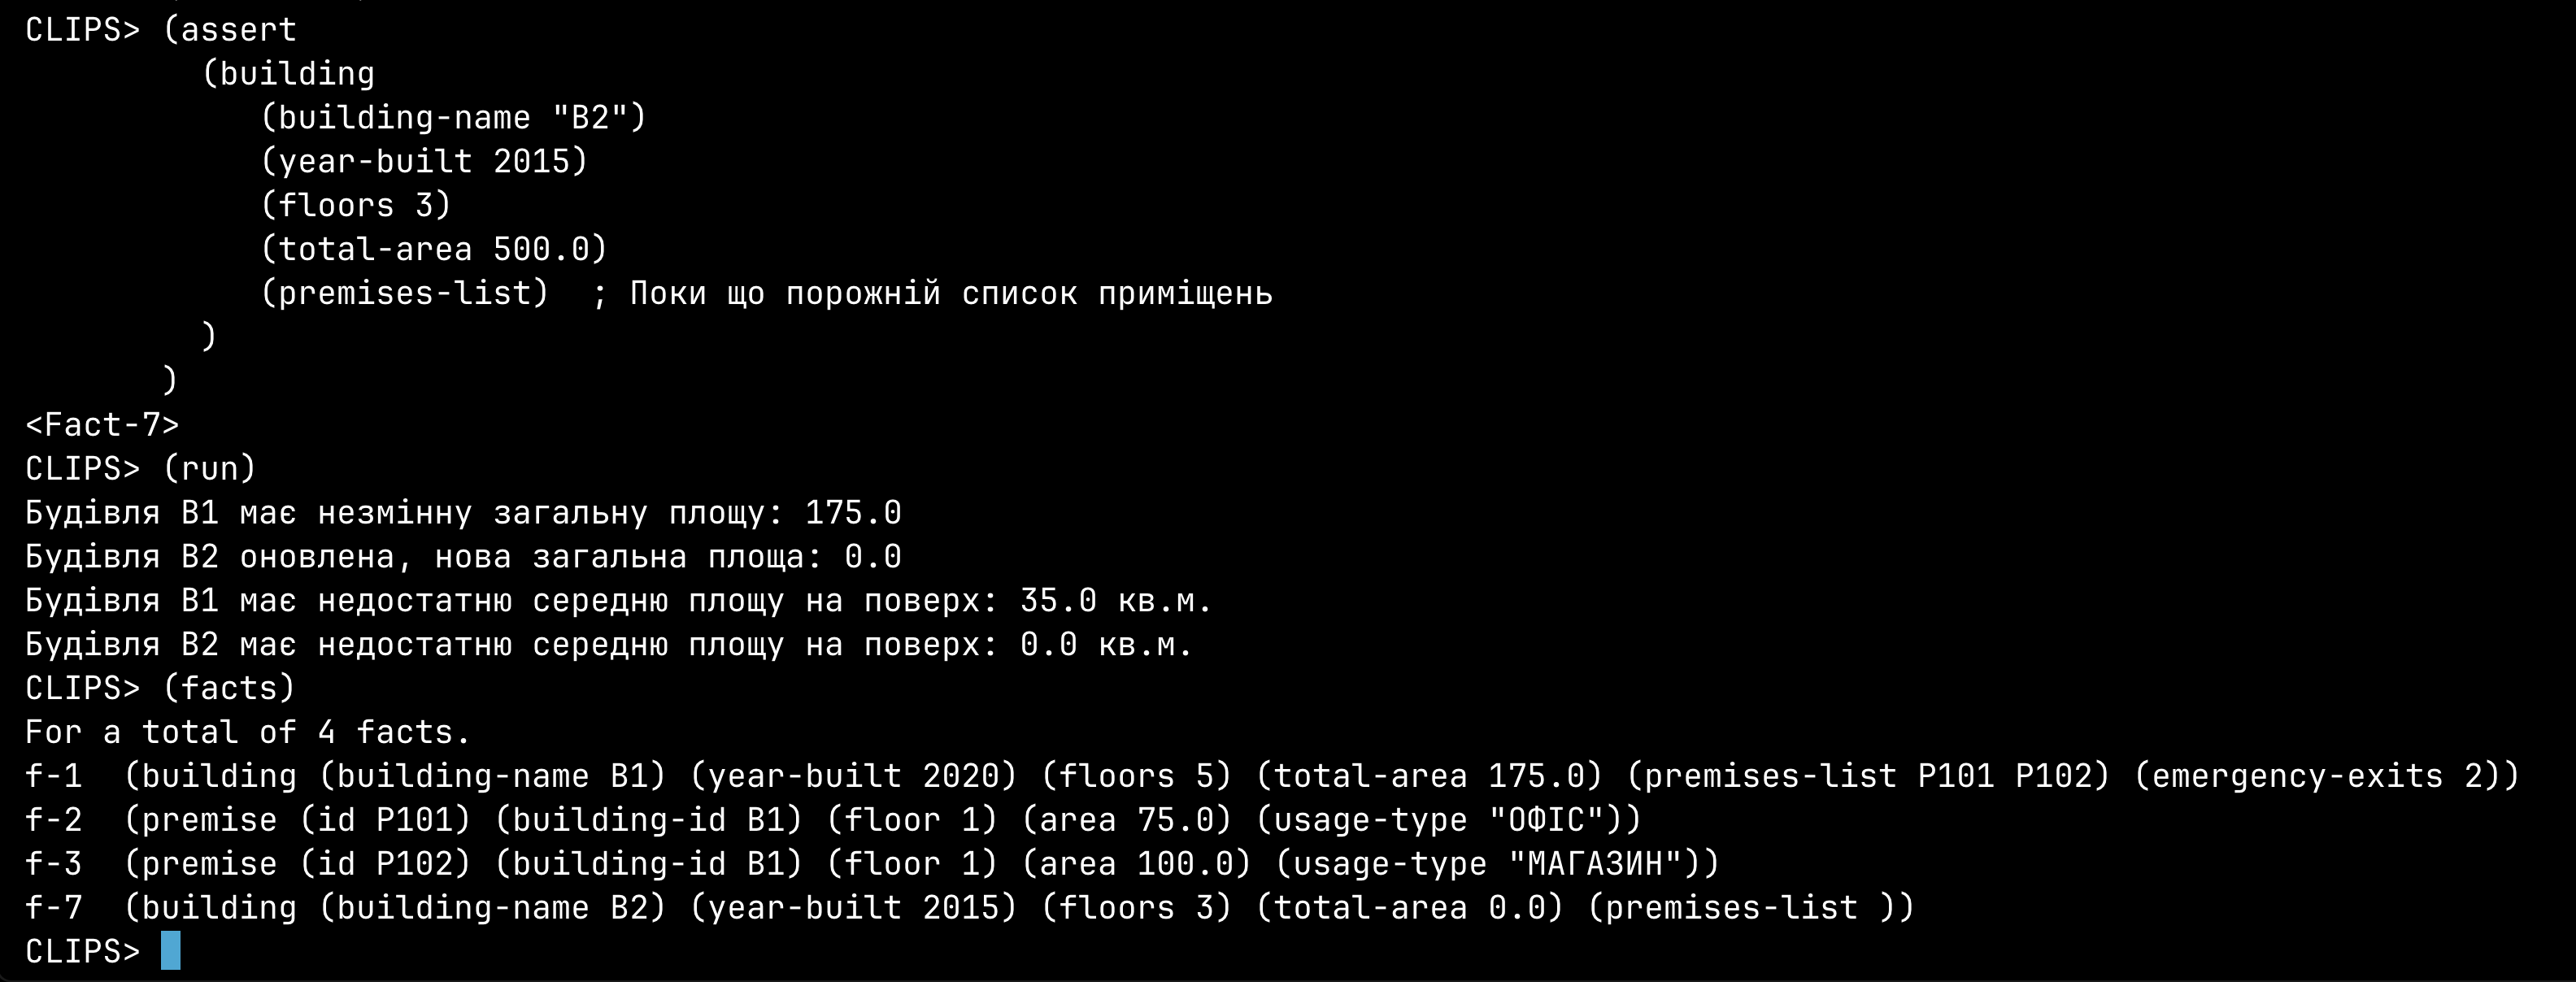 CLIPS> (assert
(building
(building-name "B2")
(year-built 2015)
(floors 3)
(total-area 500.0)
(premises-list)  ; Поки що порожній список приміщень
)
)
<Fact-7>
CLIPS> (run)
Будівля B1 має незмінну загальну площу: 175.0
Будівля B2 оновлена, нова загальна площа: 0.0
Будівля B1 має недостатню середню площу на поверх: 35.0 кв.м.
Будівля B2 має недостатню середню площу на поверх: 0.0 кв.м.
CLIPS> (facts)
For a total of 4 facts.
f-1  (building (building-name B1) (year-built 2020) (floors 5) (total-area 175.0) (premises-list P101 P102) (emergency-exits 2))
f-2  (premise (id P101) (building-id B1) (floor 1) (area 75.0) (usage-type "ОФІС"))
f-3  (premise (id P102) (building-id B1) (floor 1) (area 100.0) (usage-type "МАГАЗИН"))
f-7  (building (building-name B2) (year-built 2015) (floors 3) (total-area 0.0) (premises-list ))
CLIPS>